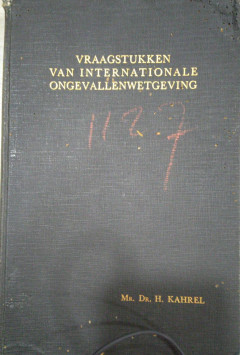 VRAAGSTUKKEN
VAN INTERNATIONALE
ONGEVALLENWETGEVING
1127
MR. DR. H. KAHREL